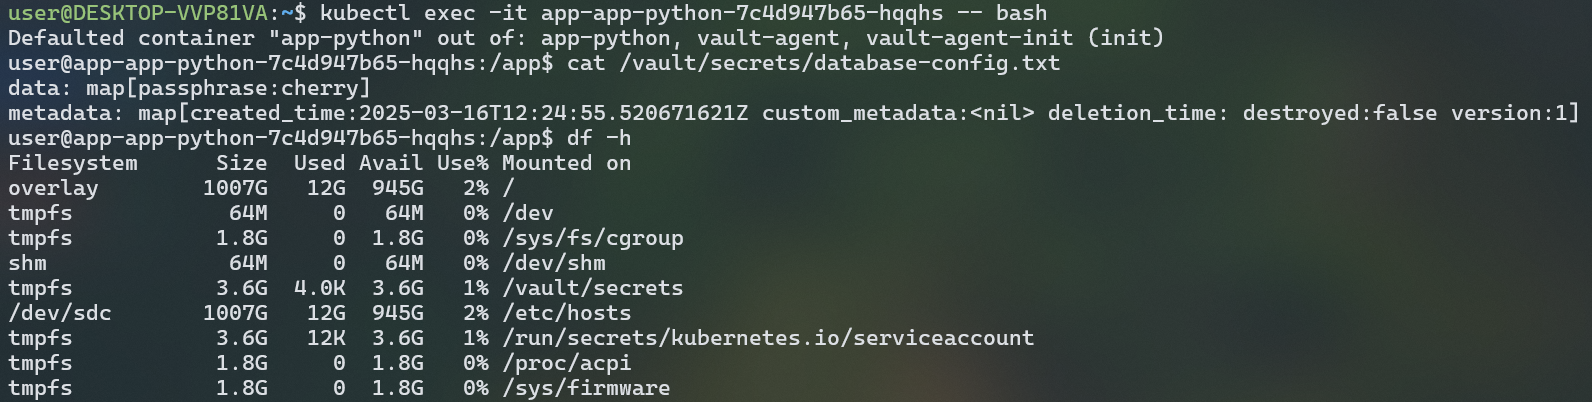 user@DESKTOP-VVP81VA:~$ kubectl exec -it app-app-python-7c4d947b65-hqqhs -- bash
Defaulted container "app-python" out of: app-python, vault-agent, vault-agent-init (init)
user@app-app-python-7c4d947b65-hqqhs:/app$ cat /vault/secrets/database-config.txt
data: map[passphrase:cherry]
metadata: map[created_time:2025-03-16T12:24:55.520671621Z custom_metadata:<nil> deletion_time: destroyed:false version:1]
user@app-app-python-7c4d947b65-hqqhs:/app$ df -h
Filesystem      Size  Used Avail Use% Mounted on
overlay        1007G   12G  945G   2% /
tmpfs            64M     0   64M   0% /dev
tmpfs           1.8G     0  1.8G   0% /sys/fs/cgroup
shm              64M     0   64M   0% /dev/shm
tmpfs           3.6G  4.0K  3.6G   1% /vault/secrets
/dev/sdc       1007G   12G  945G   2% /etc/hosts
tmpfs           3.6G   12K  3.6G   1% /run/secrets/kubernetes.io/serviceaccount
tmpfs           1.8G     0  1.8G   0% /proc/acpi
tmpfs           1.8G     0  1.8G   0% /sys/firmware